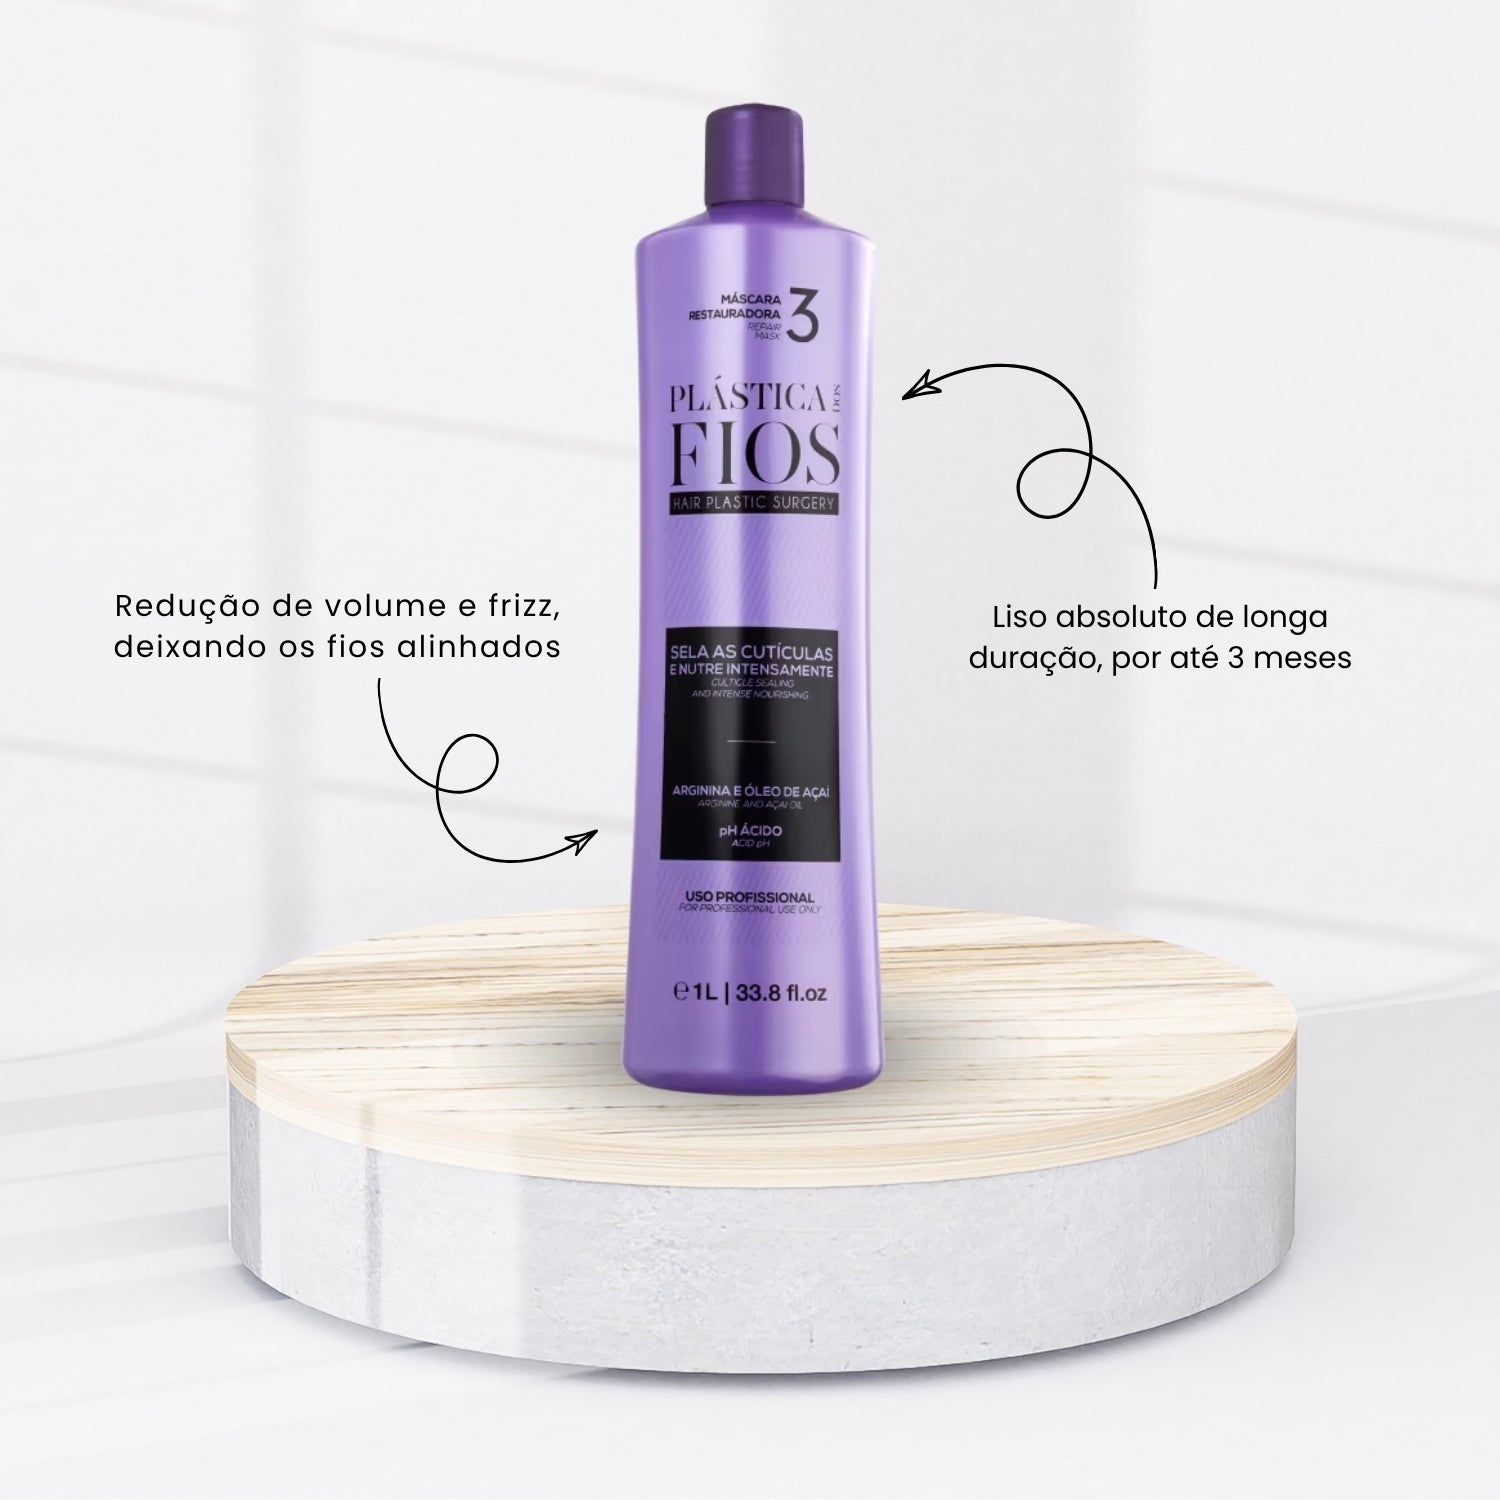 MÁSCARA
RESTAURADORA 3
REPAIR
MASK
PLÁSTICA DOS
FIOS
HAIR PLASTIC SURGERY
Redução de volume e frizz,
deixando os fios alinhados
Liso absoluto de longa
duração, por até 3 meses
SELA AS CUTÍCULAS
E NUTRE INTENSAMENTE
CULTICLE SEALING
AND INTENSE NOURISHING
ARGININA E ÓLEO DE AÇAÍ
ARGININE AND AÇAI OIL
pH ÁCIDO
ACID pH
USO PROFISSIONAL
FOR PROFESSIONAL USE ONLY
℮ 1L | 33.8 fl.oz